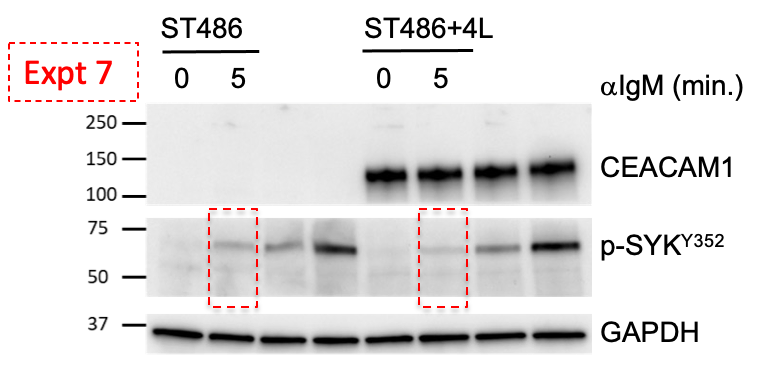 ST486 ST486+4L
Expt 7
0 5 0 5 αIgM (min.)
250
150
100
CEACAM1
75
50
p-SYKY352
37
GAPDH